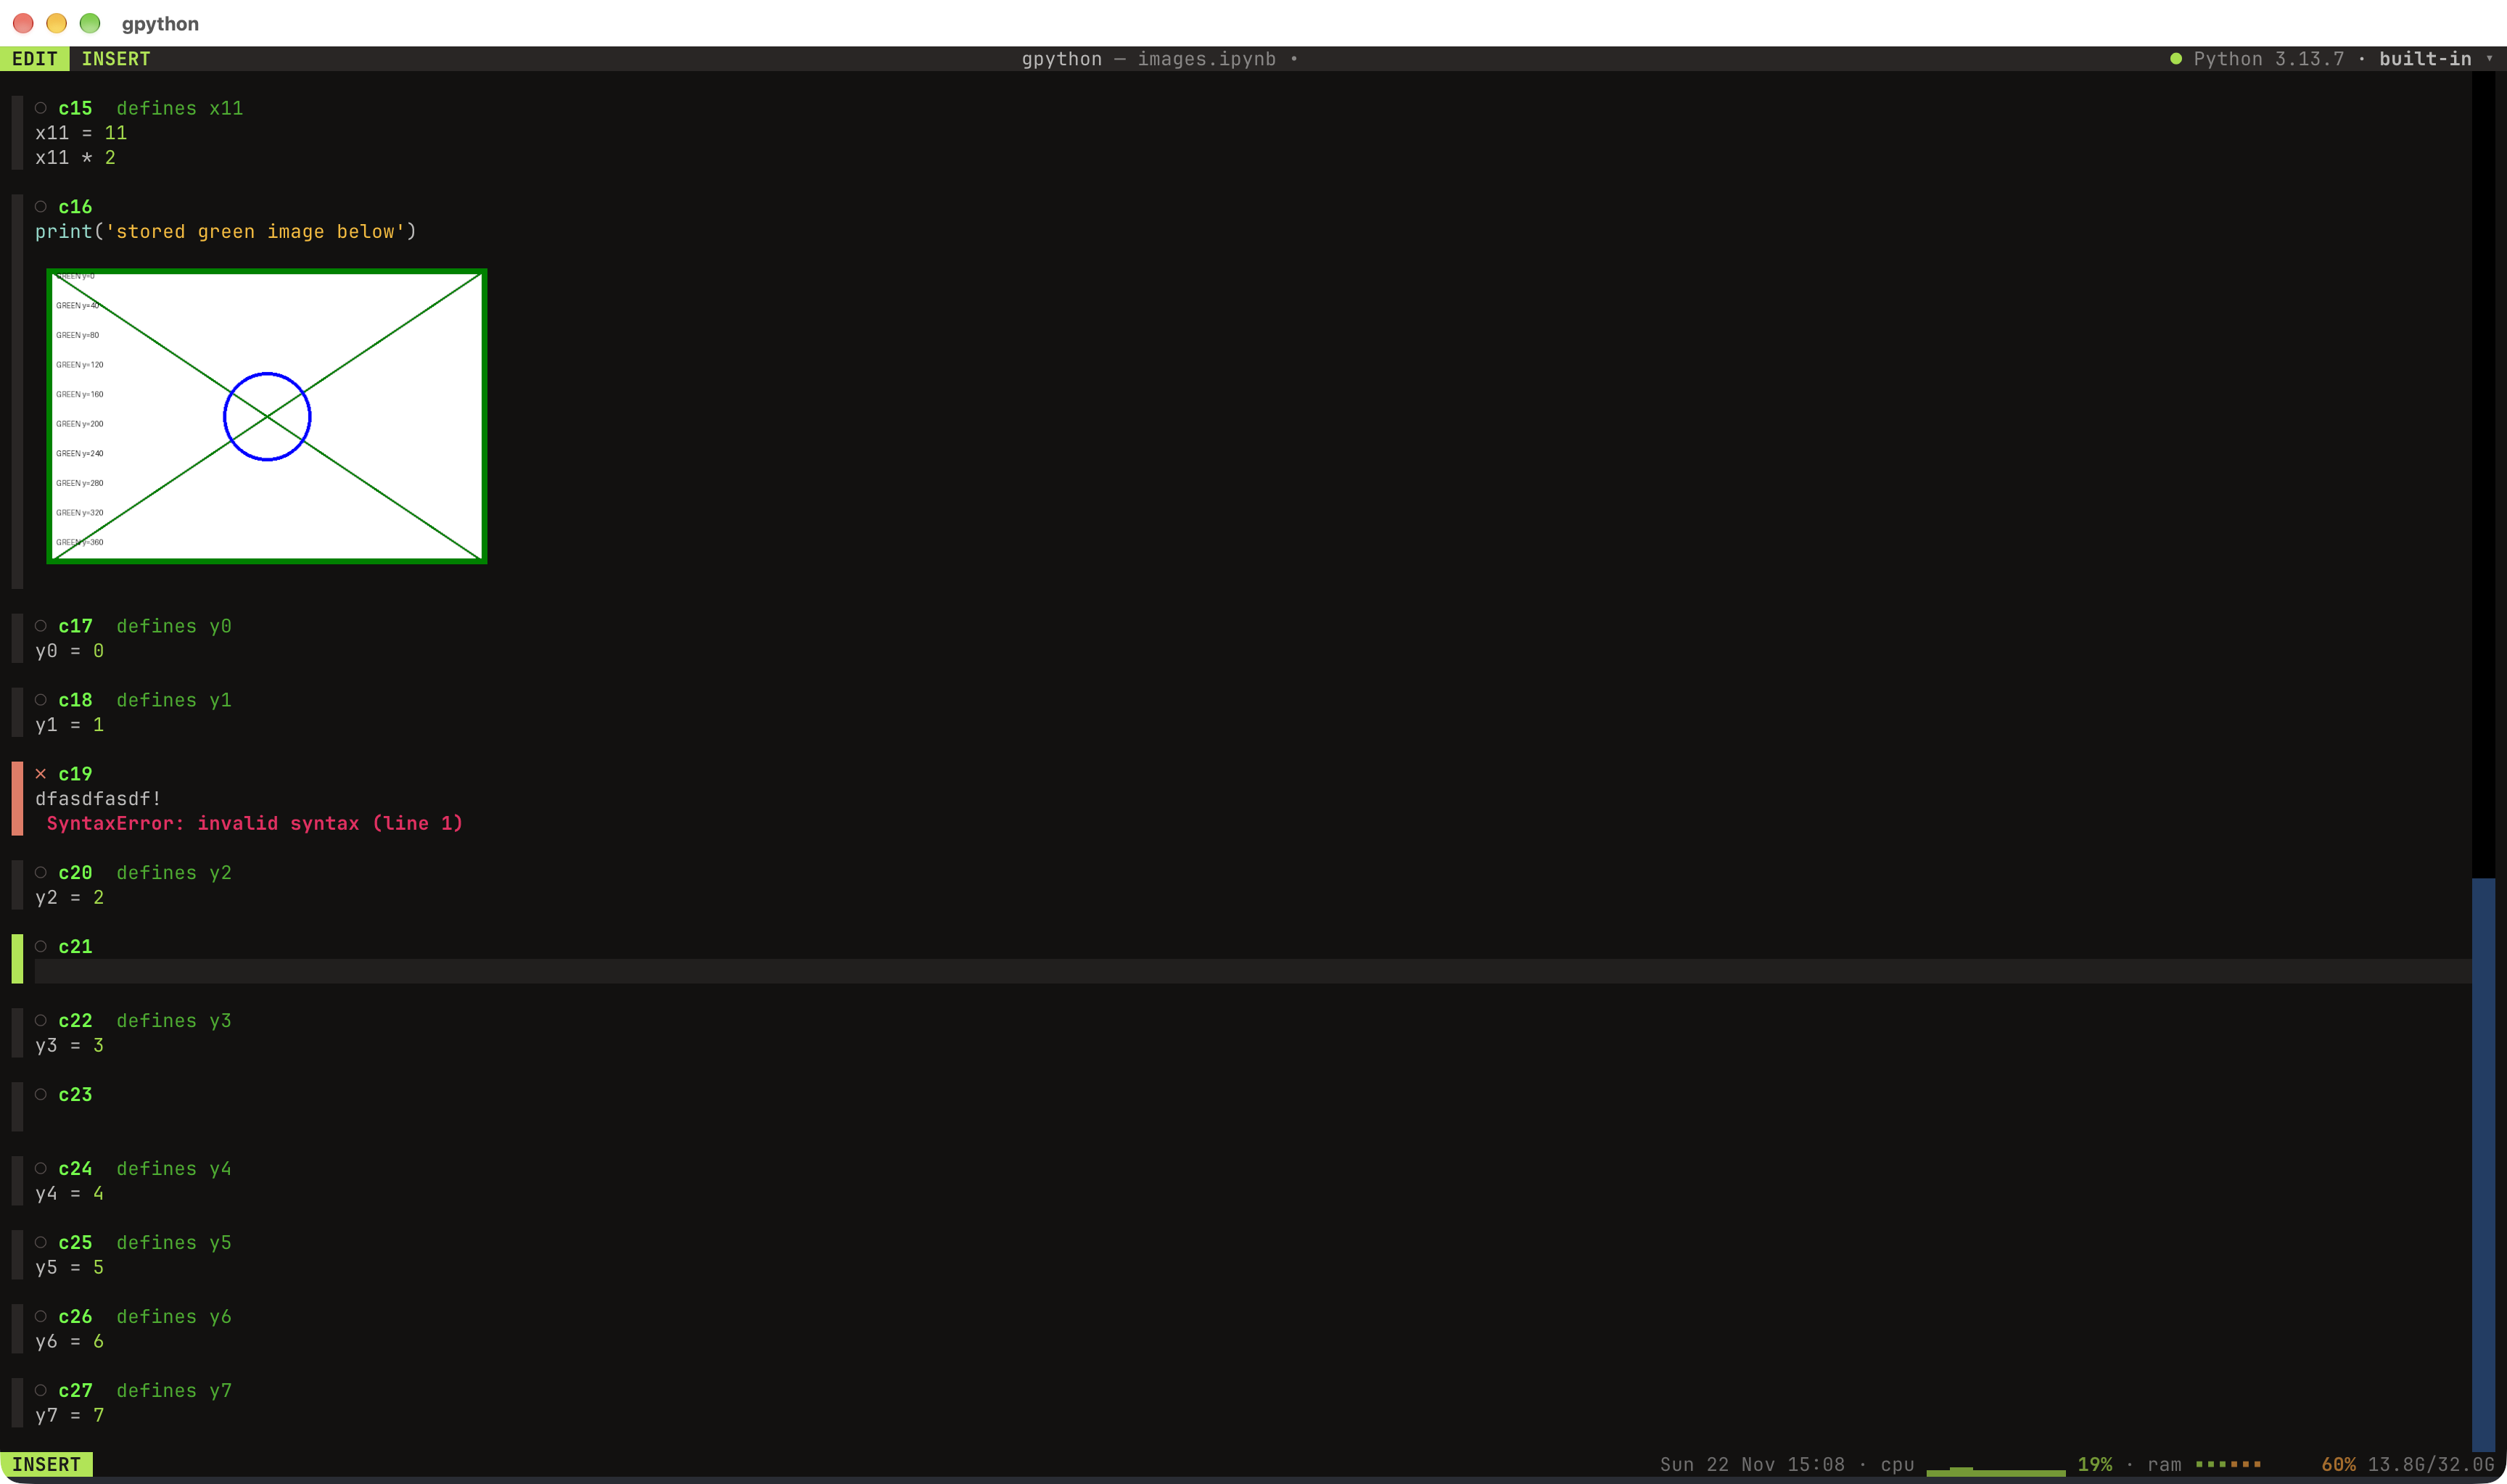 gpython
EDIT INSERT gpython — images.ipynb • Python 3.13.7 · built-in ▾
○ c15 defines x11
x11 = 11
x11 * 2
○ c16
print('stored green image below')
GREEN y=0
GREEN y=40
GREEN y=80
GREEN y=120
GREEN y=160
GREEN y=200
GREEN y=240
GREEN y=280
GREEN y=320
GREEN y=360
○ c17 defines y0
y0 = 0
○ c18 defines y1
y1 = 1
× c19
dfasdfasdf!
SyntaxError: invalid syntax (line 1)
○ c20 defines y2
y2 = 2
○ c21
○ c22 defines y3
y3 = 3
○ c23
○ c24 defines y4
y4 = 4
○ c25 defines y5
y5 = 5
○ c26 defines y6
y6 = 6
○ c27 defines y7
y7 = 7
INSERT Sun 22 Nov 15:08 · cpu 19% · ram 60% 13.8G/32.0G